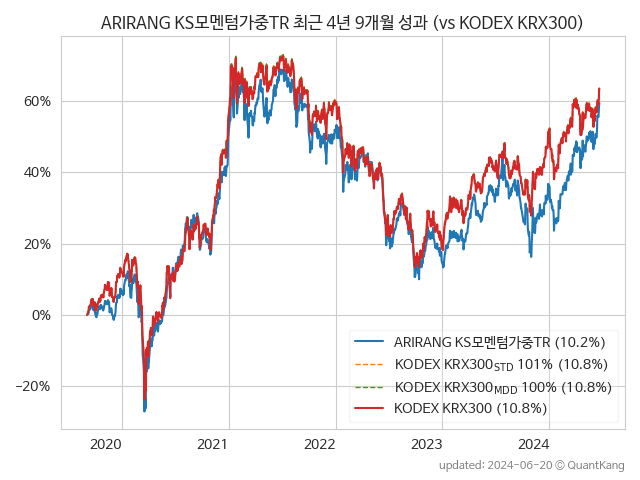 ARIRANG KS모멘텀가중TR 최근 4년 9개월 성과 (vs KODEX KRX300)
60%
40%
20%
0%
−20%
ARIRANG KS모멘텀가중TR (10.2%)
KODEX KRX300STD 101% (10.8%)
KODEX KRX300MDD 100% (10.8%)
KODEX KRX300 (10.8%)
2020 2021 2022 2023 2024
updated: 2024-06-20 © QuantKang